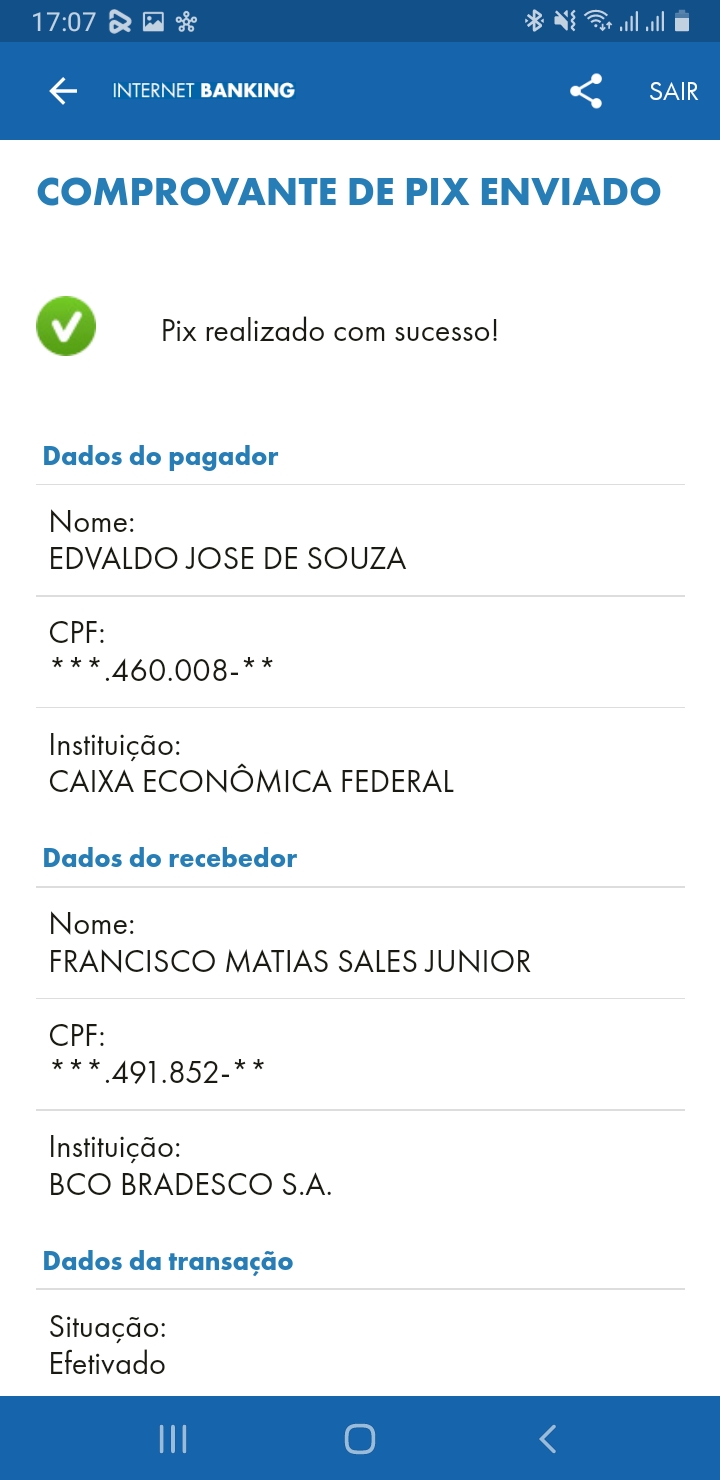 17:07
INTERNET BANKING
SAIR
COMPROVANTE DE PIX ENVIADO
Pix realizado com sucesso!
Dados do pagador
Nome:
EDVALDO JOSE DE SOUZA
CPF:
***.460.008-**
Instituição:
CAIXA ECONÔMICA FEDERAL
Dados do recebedor
Nome:
FRANCISCO MATIAS SALES JUNIOR
CPF:
***.491.852-**
Instituição:
BCO BRADESCO S.A.
Dados da transação
Situação:
Efetivado